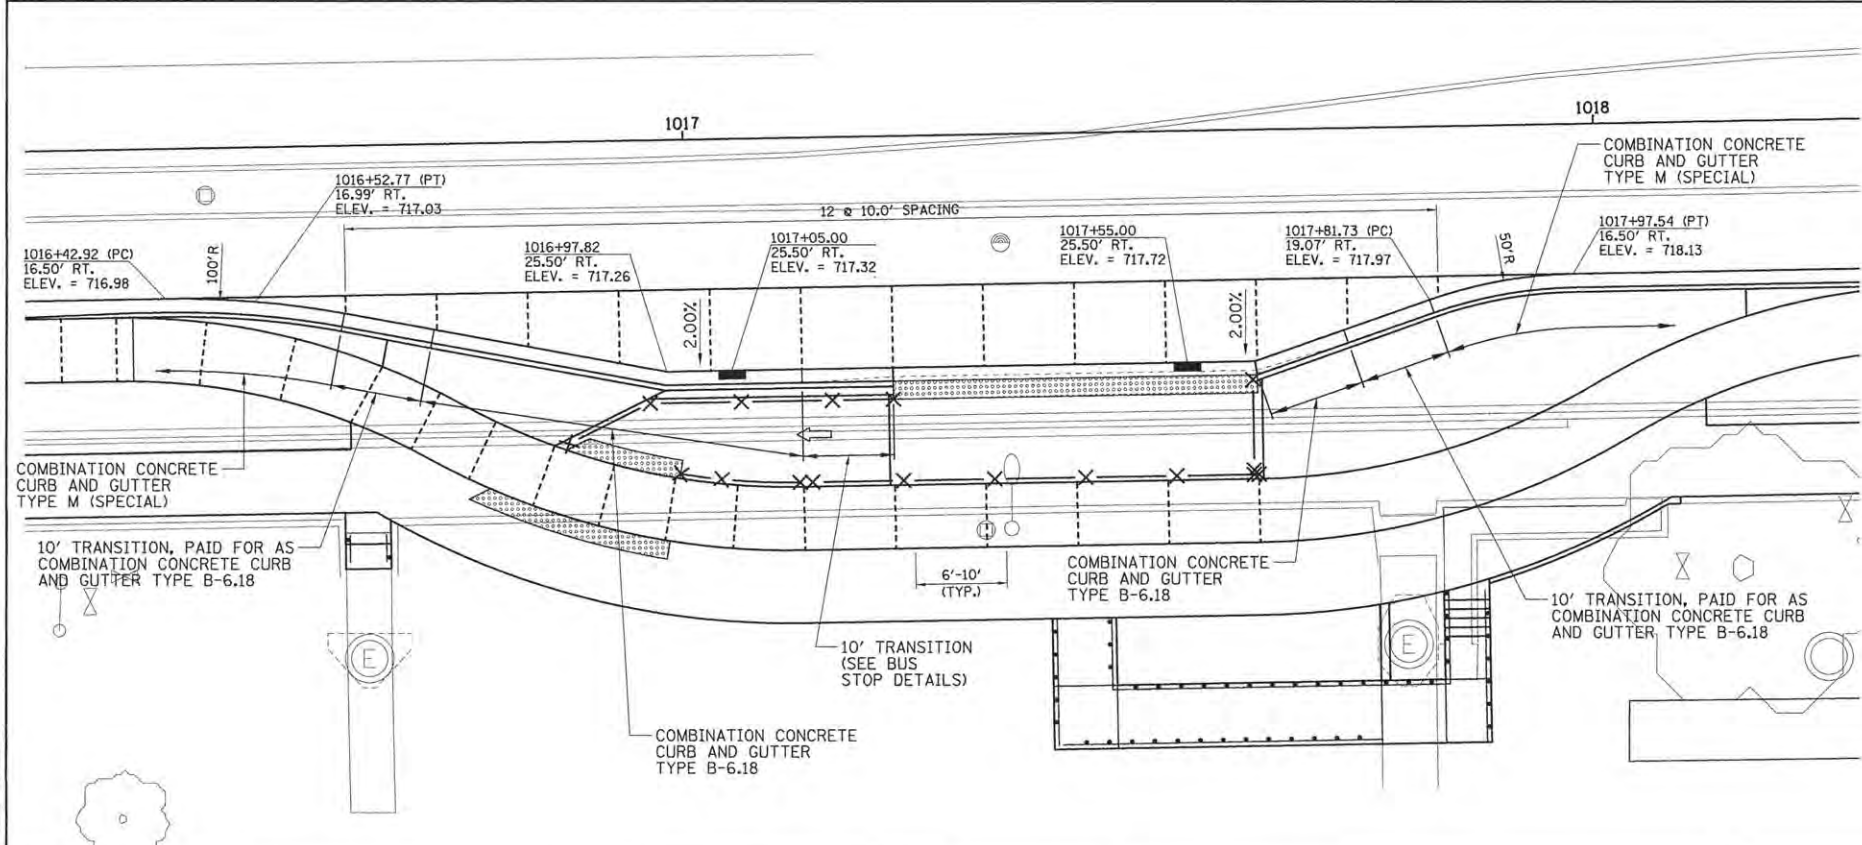 1017
1018
COMBINATION CONCRETE
CURB AND GUTTER
TYPE M (SPECIAL)
1016+52.77 (PT)
16.99' RT.
ELEV. = 717.03
12 @ 10.0' SPACING
1016+42.92 (PC)
16.50' RT.
ELEV. = 716.98
100'R
1016+97.82
25.50' RT.
ELEV. = 717.26
1017+05.00
25.50' RT.
ELEV. = 717.32
1017+55.00
25.50' RT.
ELEV. = 717.72
1017+81.73 (PC)
19.07' RT.
ELEV. = 717.97
50'R
1017+97.54 (PT)
16.50' RT.
ELEV. = 718.13
2.00%
2.00%
COMBINATION CONCRETE
CURB AND GUTTER
TYPE M (SPECIAL)
10' TRANSITION, PAID FOR AS
COMBINATION CONCRETE CURB
AND GUTTER TYPE B-6.18
6'-10'
(TYP.)
COMBINATION CONCRETE
CURB AND GUTTER
TYPE B-6.18
10' TRANSITION, PAID FOR AS
COMBINATION CONCRETE CURB
AND GUTTER TYPE B-6.18
E
E
10' TRANSITION
(SEE BUS
STOP DETAILS)
COMBINATION CONCRETE
CURB AND GUTTER
TYPE B-6.18